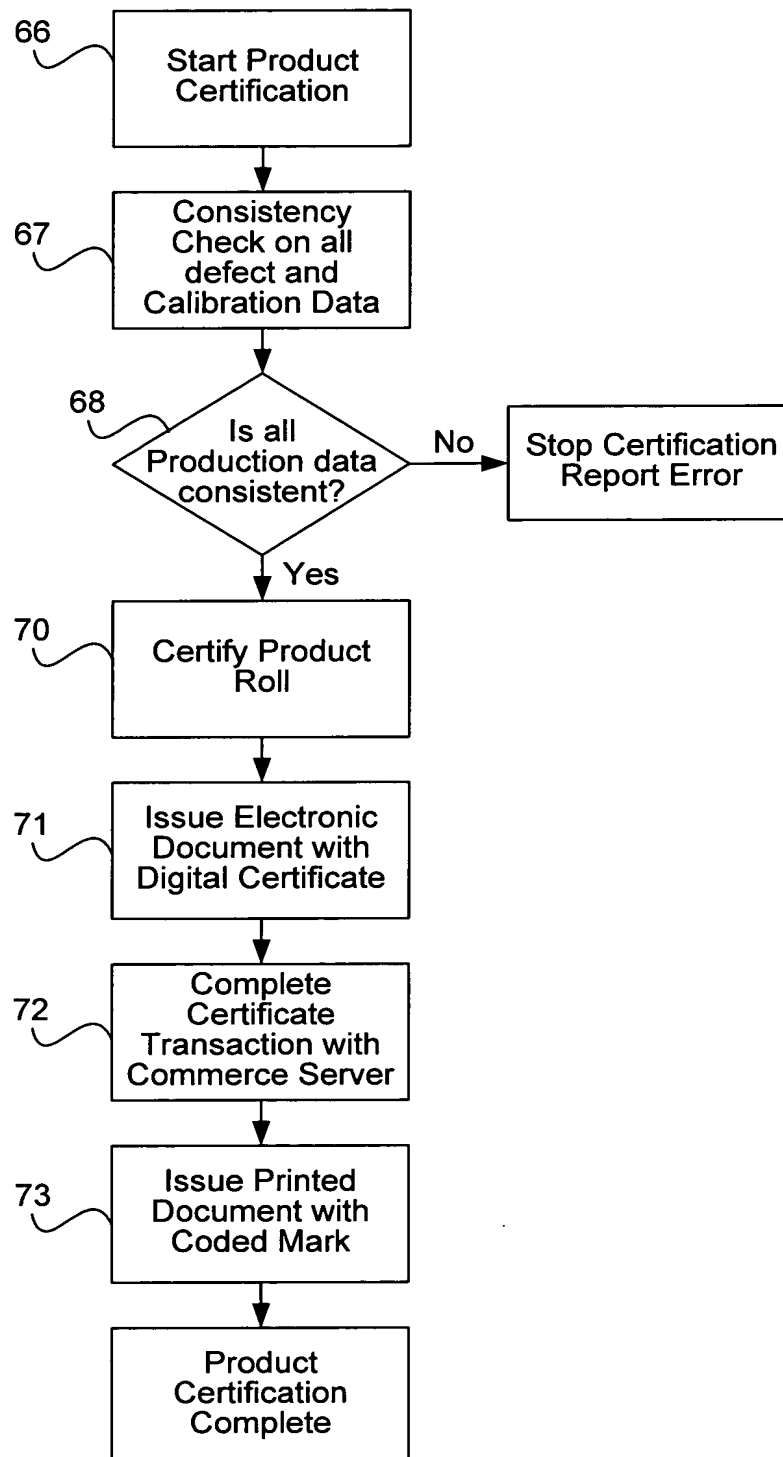 66
Start Product
Certification
67
Consistency
Check on all
defect and
Calibration Data
68
Is all
Production data
consistent?
No
Stop Certification
Report Error
Yes
70
Certify Product
Roll
71
Issue Electronic
Document with
Digital Certificate
72
Complete
Certificate
Transaction with
Commerce Server
73
Issue Printed
Document with
Coded Mark
Product
Certification
Complete